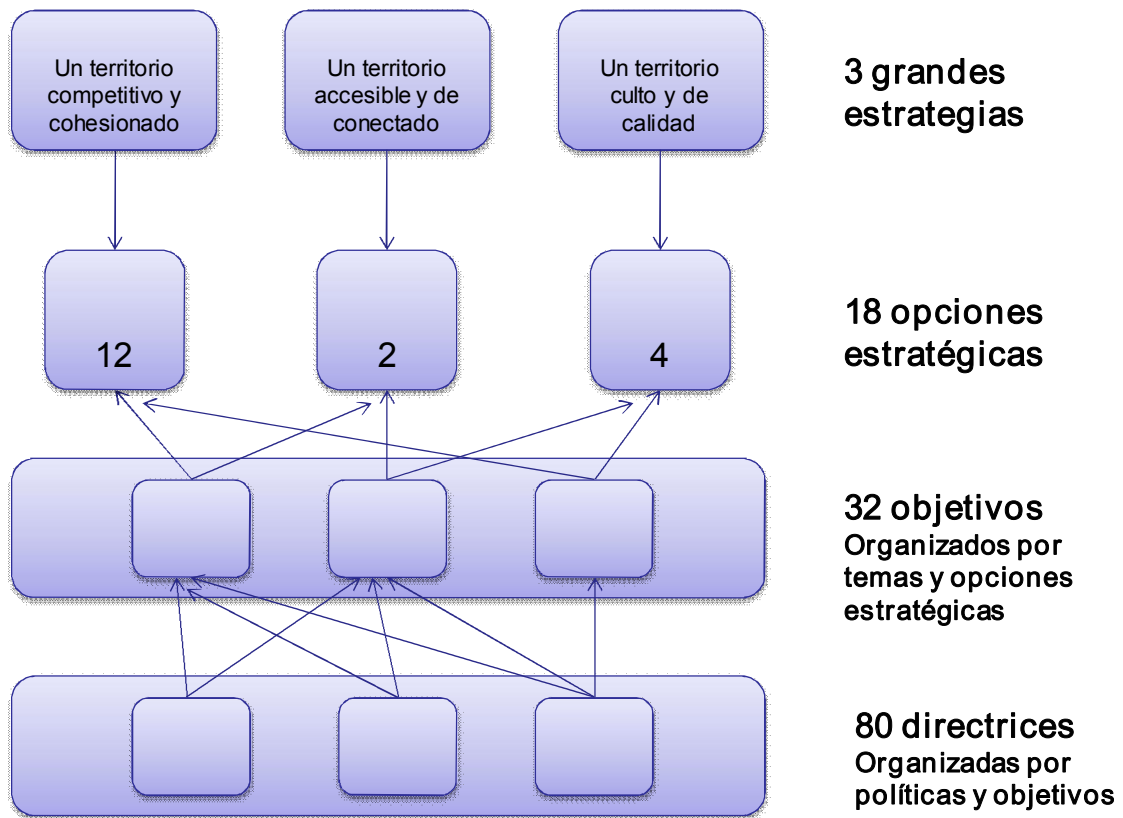 Un territorio
competitivo y
cohesionado
Un territorio
accesible y de
conectado
Un territorio
culto y de
calidad
3 grandes
estrategias
12
2
4
18 opciones
estratégicas
32 objetivos
Organizados por
temas y opciones
estratégicas
80 directrices
Organizadas por
políticas y objetivos